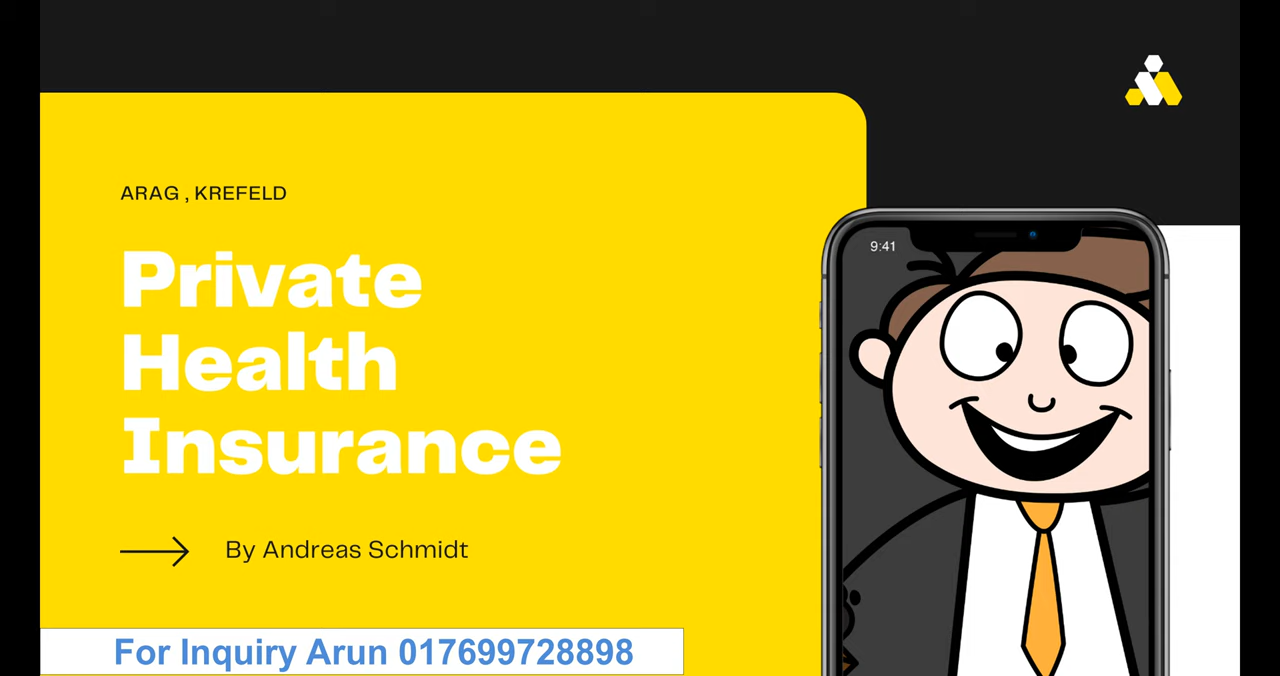 ARAG , KREFELD
Private
Health
Insurance
By Andreas Schmidt
For Inquiry Arun 017699728898
9:41